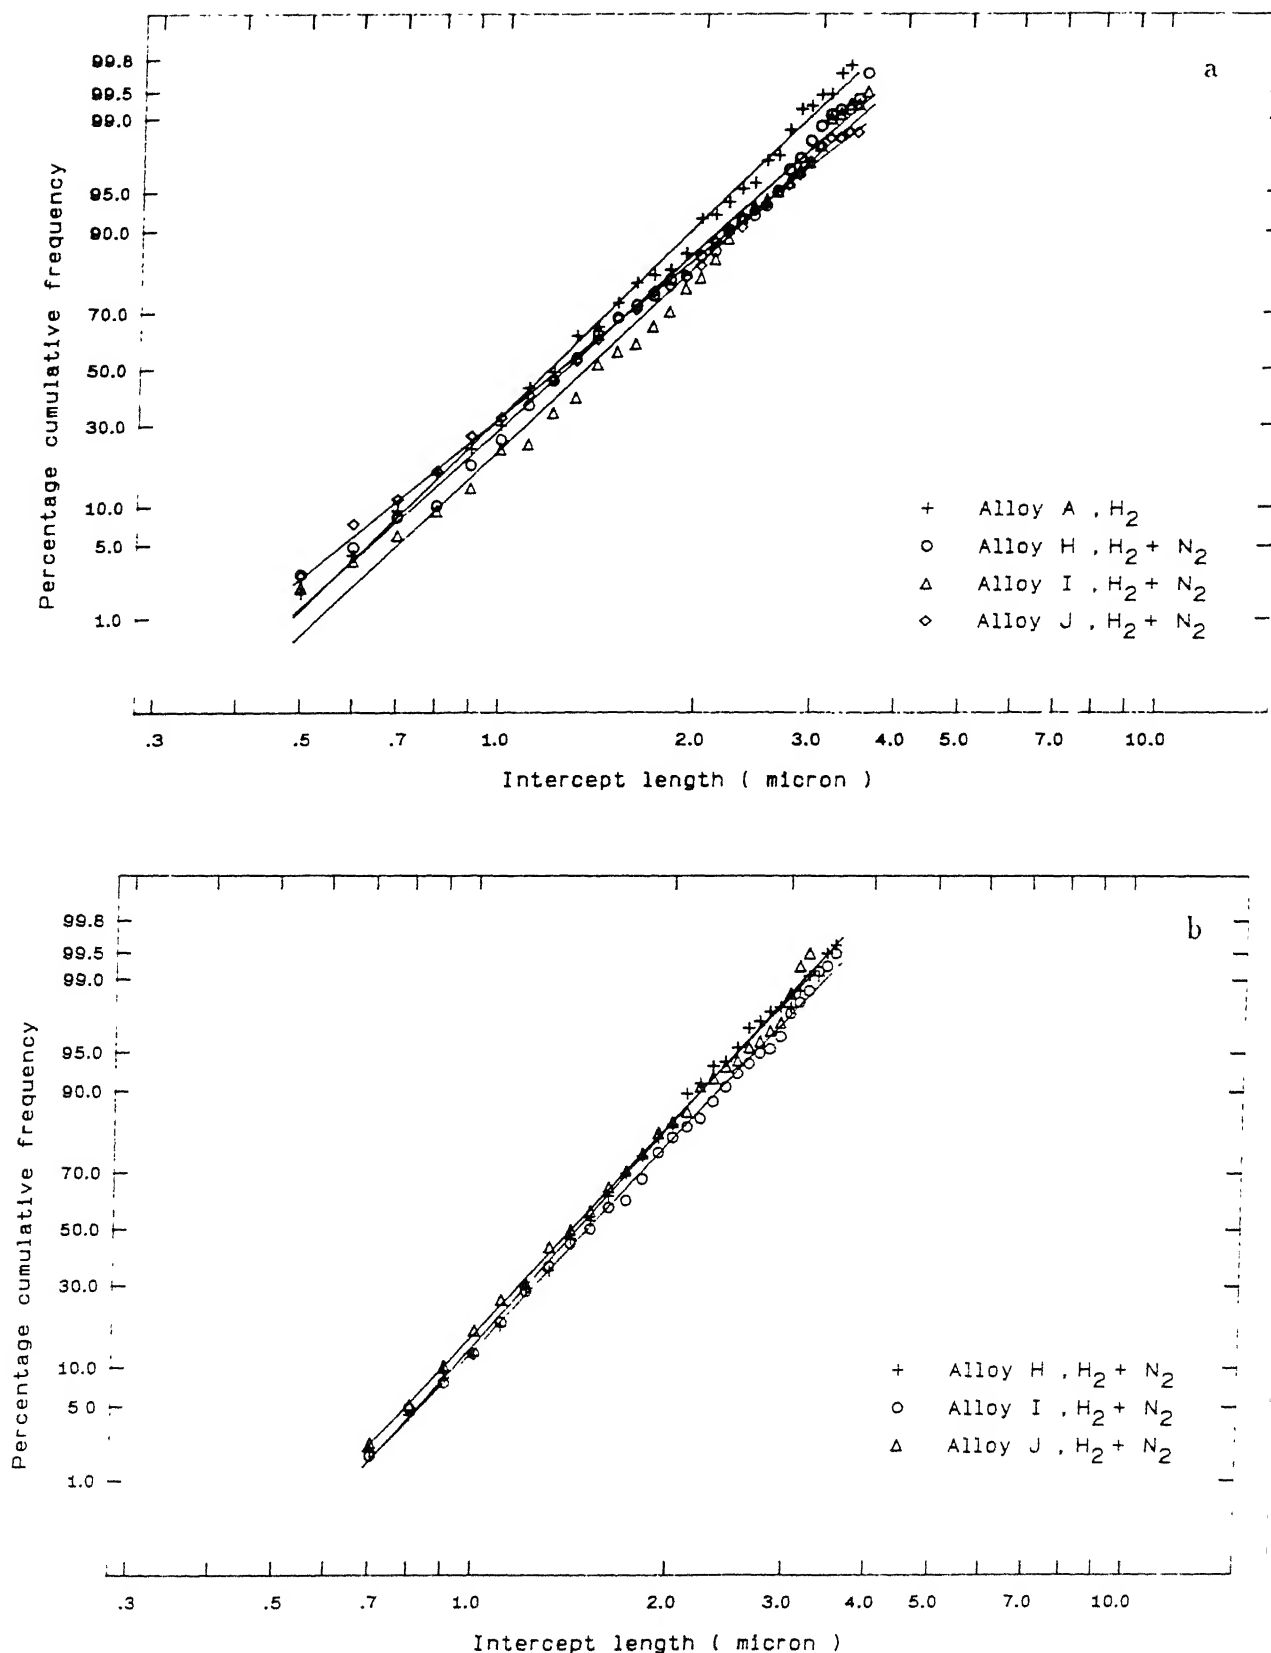 a
99.8
99.5
99.0
95.0
90.0
70.0
50.0
30.0
10.0
5.0
1.0
Percentage cumulative frequency
+ Alloy A , H2
○ Alloy H , H2 + N2
△ Alloy I , H2 + N2
◇ Alloy J , H2 + N2
.3 .5 .7 1.0 2.0 3.0 4.0 5.0 7.0 10.0
Intercept length ( micron )
b
99.8
99.5
99.0
95.0
90.0
70.0
50.0
30.0
10.0
5 0
1.0
Percentage cumulative frequency
+ Alloy H , H2 + N2
○ Alloy I , H2 + N2
△ Alloy J , H2 + N2
.3 .5 .7 1.0 2.0 3.0 4.0 5.0 7.0 10.0
Intercept length ( micron )